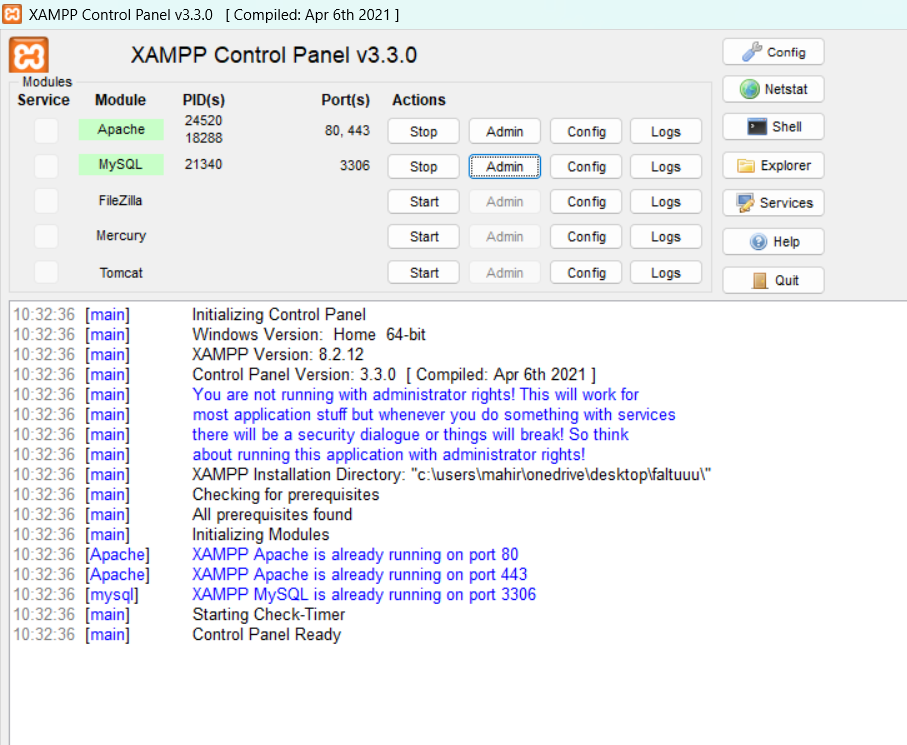 XAMPP Control Panel v3.3.0 [ Compiled: Apr 6th 2021 ]
XAMPP Control Panel v3.3.0
Modules
Service Module PID(s) Port(s) Actions
Apache 24520 18288 80, 443 Stop Admin Config Logs
MySQL 21340 3306 Stop Admin Config Logs
FileZilla Start Admin Config Logs
Mercury Start Admin Config Logs
Tomcat Start Admin Config Logs
Config
Netstat
Shell
Explorer
Services
Help
Quit
10:32:36 [main] Initializing Control Panel
10:32:36 [main] Windows Version: Home 64-bit
10:32:36 [main] XAMPP Version: 8.2.12
10:32:36 [main] Control Panel Version: 3.3.0 [ Compiled: Apr 6th 2021 ]
10:32:36 [main] You are not running with administrator rights! This will work for
10:32:36 [main] most application stuff but whenever you do something with services
10:32:36 [main] there will be a security dialogue or things will break! So think
10:32:36 [main] about running this application with administrator rights!
10:32:36 [main] XAMPP Installation Directory: "c:\users\mahir\onedrive\desktop\faltuuu\"
10:32:36 [main] Checking for prerequisites
10:32:36 [main] All prerequisites found
10:32:36 [main] Initializing Modules
10:32:36 [Apache] XAMPP Apache is already running on port 80
10:32:36 [Apache] XAMPP Apache is already running on port 443
10:32:36 [mysql] XAMPP MySQL is already running on port 3306
10:32:36 [main] Starting Check-Timer
10:32:36 [main] Control Panel Ready